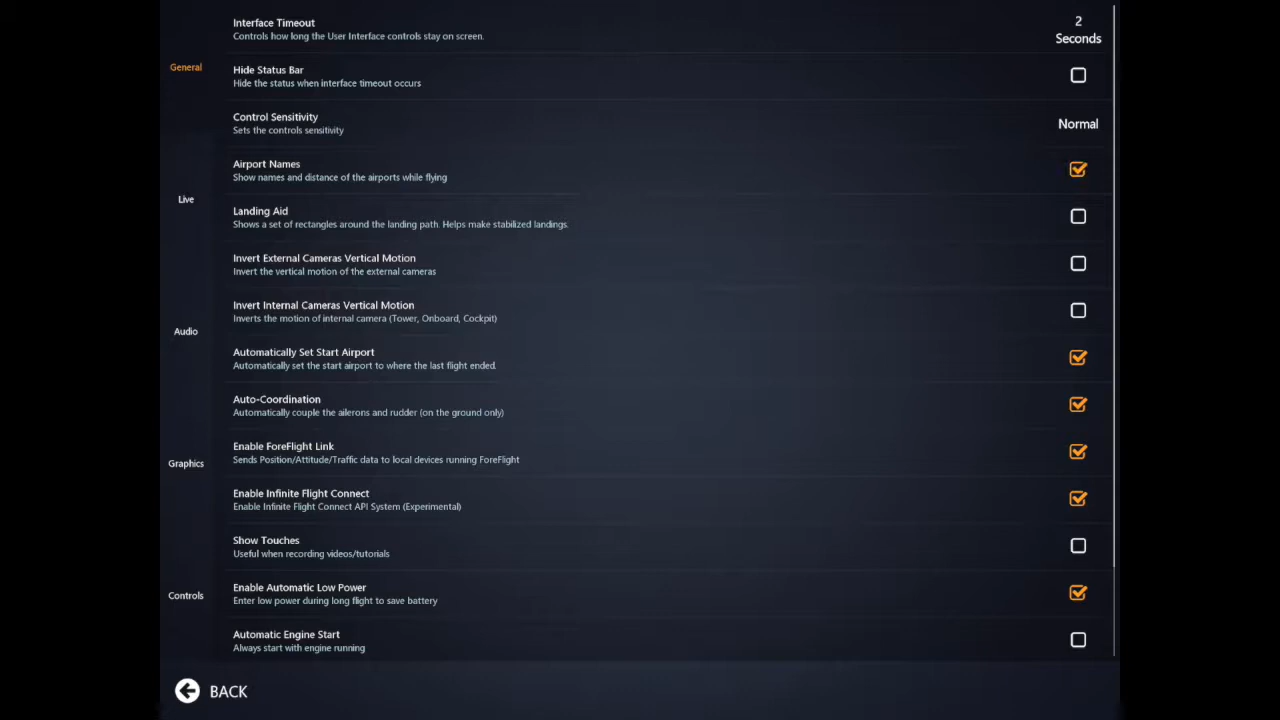 Interface Timeout
Controls how long the User Interface controls stay on screen.
2
Seconds
General
Hide Status Bar
Hide the status when interface timeout occurs
Control Sensitivity
Sets the controls sensitivity
Normal
Airport Names
Show names and distance of the airports while flying
Live
Landing Aid
Shows a set of rectangles around the landing path. Helps make stabilized landings.
Invert External Cameras Vertical Motion
Invert the vertical motion of the external cameras
Invert Internal Cameras Vertical Motion
Inverts the motion of internal camera (Tower, Onboard, Cockpit)
Audio
Automatically Set Start Airport
Automatically set the start airport to where the last flight ended.
Auto-Coordination
Automatically couple the ailerons and rudder (on the ground only)
Enable ForeFlight Link
Sends Position/Attitude/Traffic data to local devices running ForeFlight
Graphics
Enable Infinite Flight Connect
Enable Infinite Flight Connect API System (Experimental)
Show Touches
Useful when recording videos/tutorials
Enable Automatic Low Power
Enter low power during long flight to save battery
Controls
Automatic Engine Start
Always start with engine running
BACK